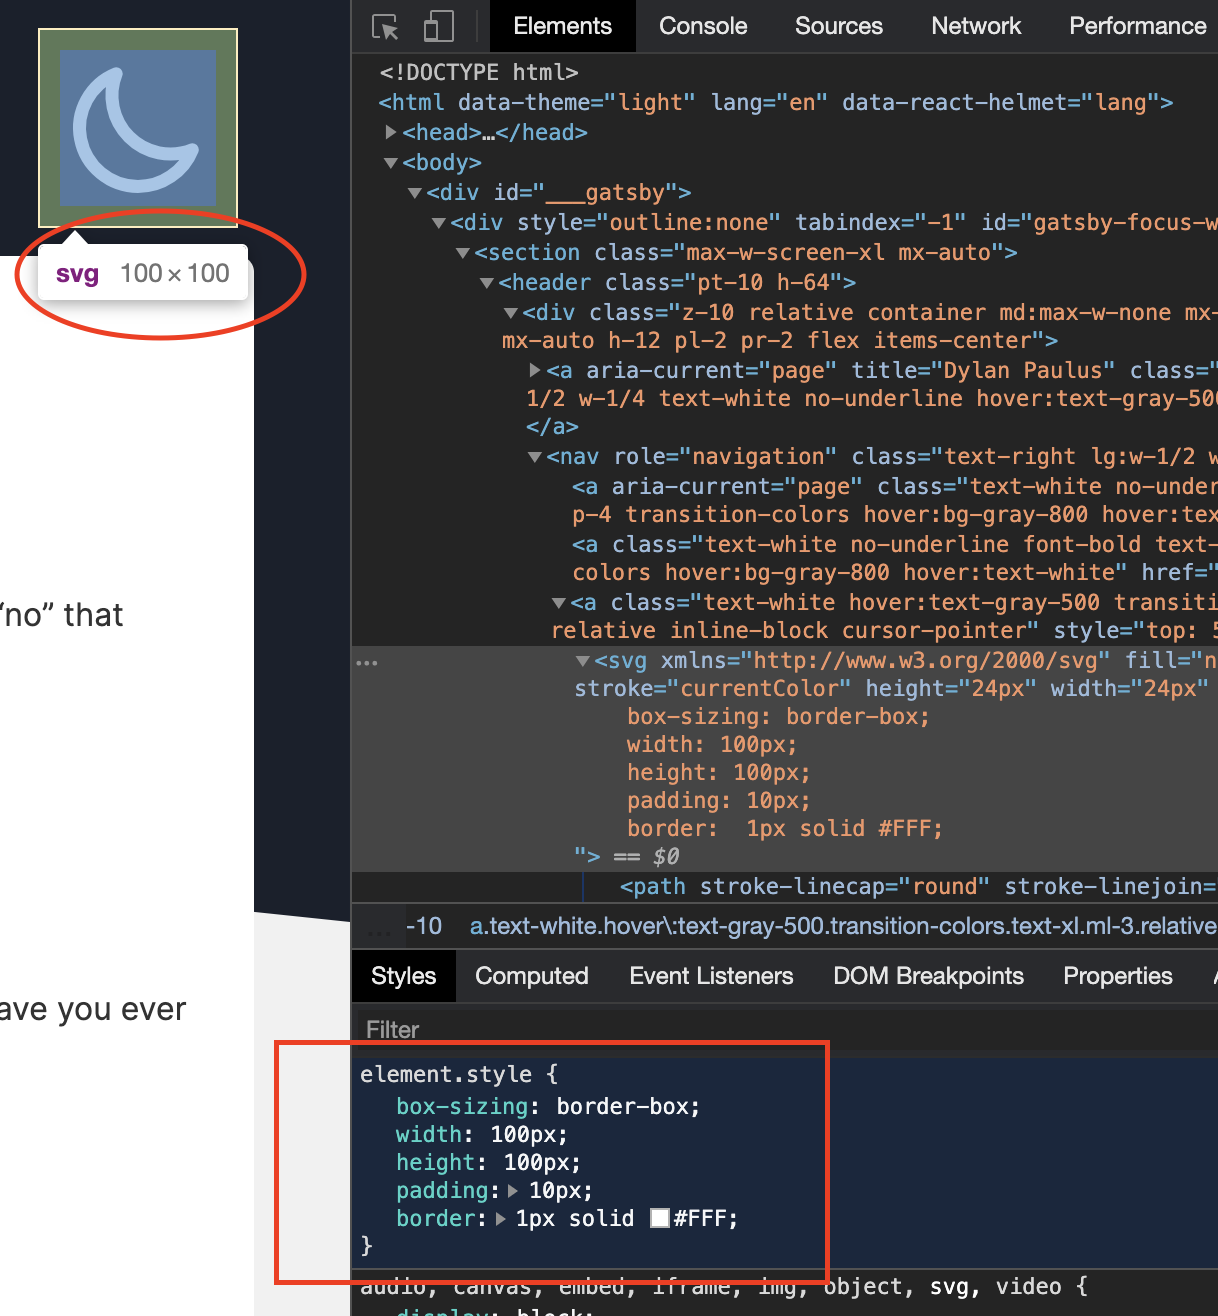 Elements Console Sources Network Performance
<!DOCTYPE html>
<html data-theme="light" lang="en" data-react-helmet="lang">
<head>…</head>
<body>
<div id="___gatsby">
<div style="outline:none" tabindex="-1" id="gatsby-focus-w
<section class="max-w-screen-xl mx-auto">
<header class="pt-10 h-64">
<div class="z-10 relative container md:max-w-none mx-
mx-auto h-12 pl-2 pr-2 flex items-center">
<a aria-current="page" title="Dylan Paulus" class="
1/2 w-1/4 text-white no-underline hover:text-gray-500
</a>
<nav role="navigation" class="text-right lg:w-1/2 w
<a aria-current="page" class="text-white no-under
p-4 transition-colors hover:bg-gray-800 hover:tex
<a class="text-white no-underline font-bold text-
colors hover:bg-gray-800 hover:text-white" href="
<a class="text-white hover:text-gray-500 transiti
relative inline-block cursor-pointer" style="top: 5
… <svg xmlns="http://www.w3.org/2000/svg" fill="n
stroke="currentColor" height="24px" width="24px"
box-sizing: border-box;
width: 100px;
height: 100px;
padding: 10px;
border:  1px solid #FFF;
"> == $0
<path stroke-linecap="round" stroke-linejoin=
… -10 a.text-white.hover\:text-gray-500.transition-colors.text-xl.ml-3.relative
Styles Computed Event Listeners DOM Breakpoints Properties
Filter
element.style {
box-sizing: border-box;
width: 100px;
height: 100px;
padding: 10px;
border: 1px solid #FFF;
}
audio, canvas, embed, iframe, img, object, svg, video {
display: block;
svg 100×100
“no” that
ave you ever